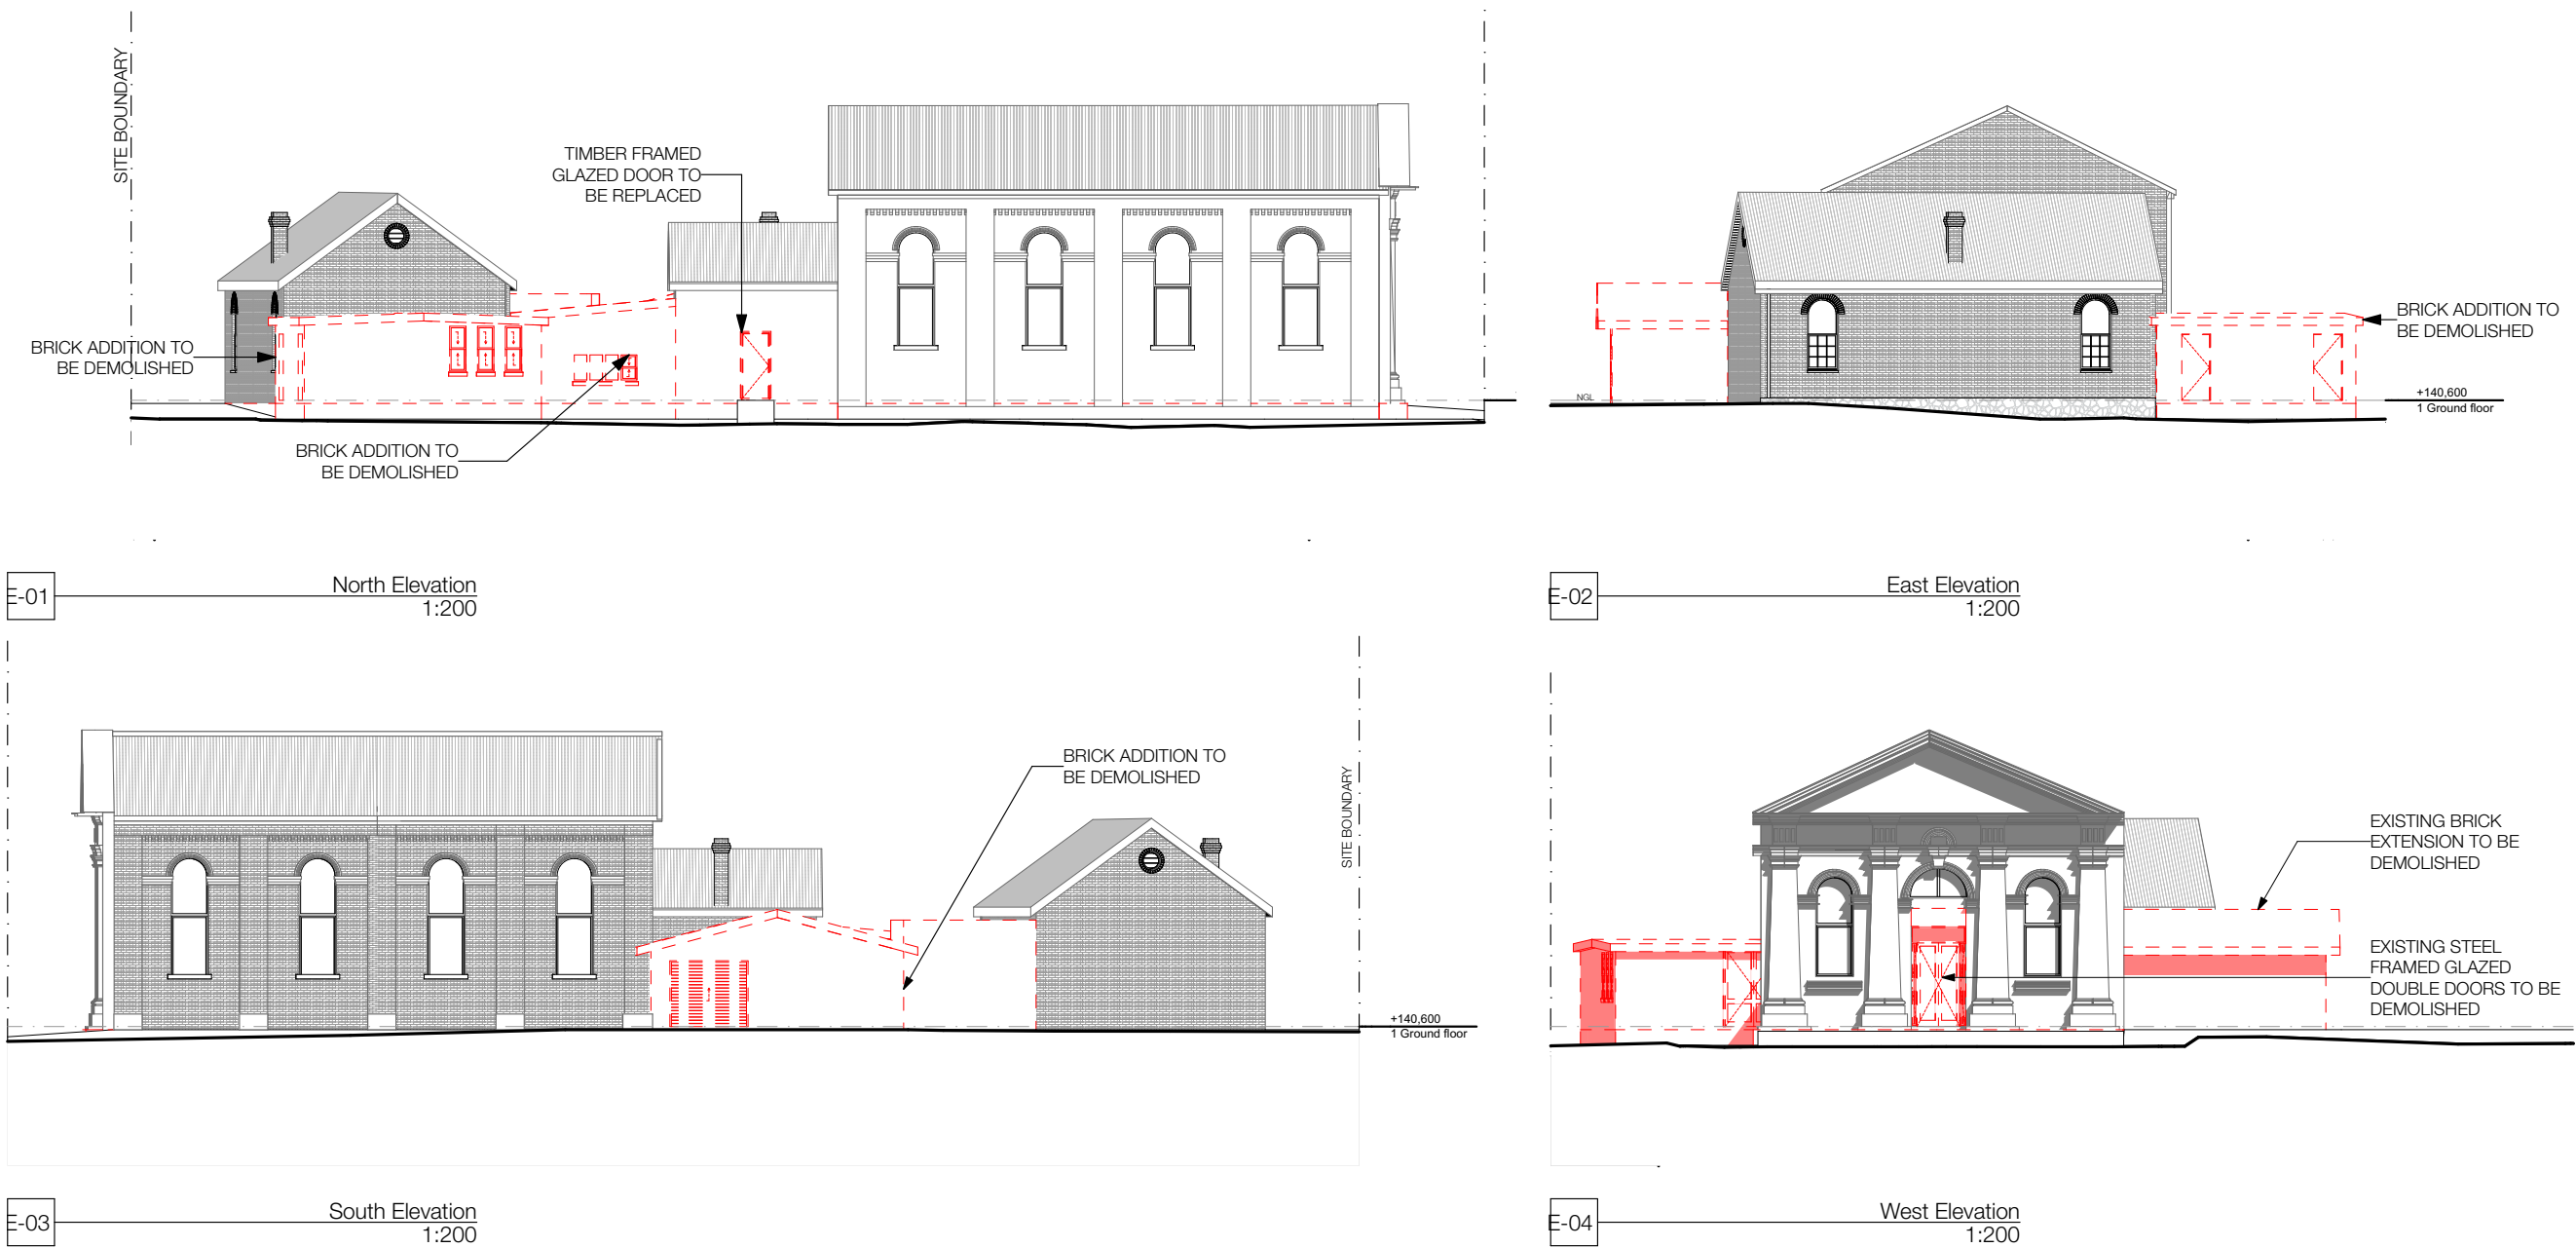 SITE BOUNDARY
TIMBER FRAMED
GLAZED DOOR TO
BE REPLACED
BRICK ADDITION TO
BE DEMOLISHED
BRICK ADDITION TO
BE DEMOLISHED
E-01
North Elevation
1:200
BRICK ADDITION TO
BE DEMOLISHED
NGL
+140,600
1 Ground floor
E-02
East Elevation
1:200
BRICK ADDITION TO
BE DEMOLISHED
SITE BOUNDARY
+140,600
1 Ground floor
E-03
South Elevation
1:200
EXISTING BRICK
EXTENSION TO BE
DEMOLISHED
EXISTING STEEL
FRAMED GLAZED
DOUBLE DOORS TO BE
DEMOLISHED
E-04
West Elevation
1:200